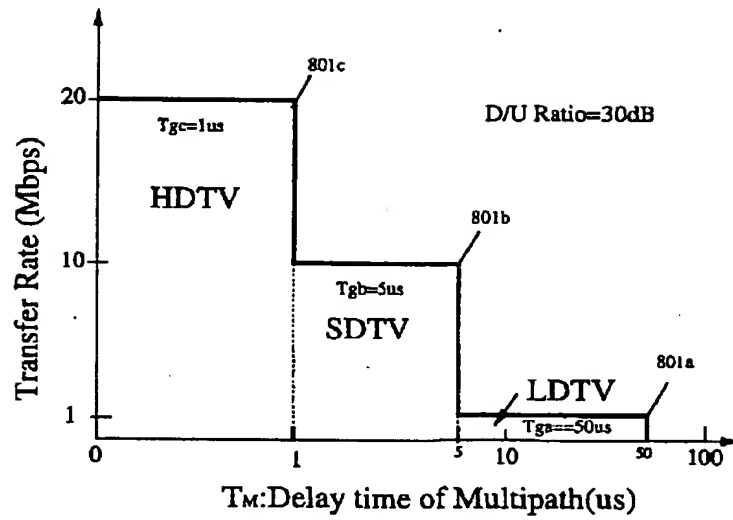 801c
20
Tgc=1us
D/U Ratio=30dB
HDTV
801b
10
Tgb=5us
SDTV
801a
LDTV
1
Tga==50us
0
1
5
10
50
100
Transfer Rate (Mbps)
TM:Delay time of Multipath(us)